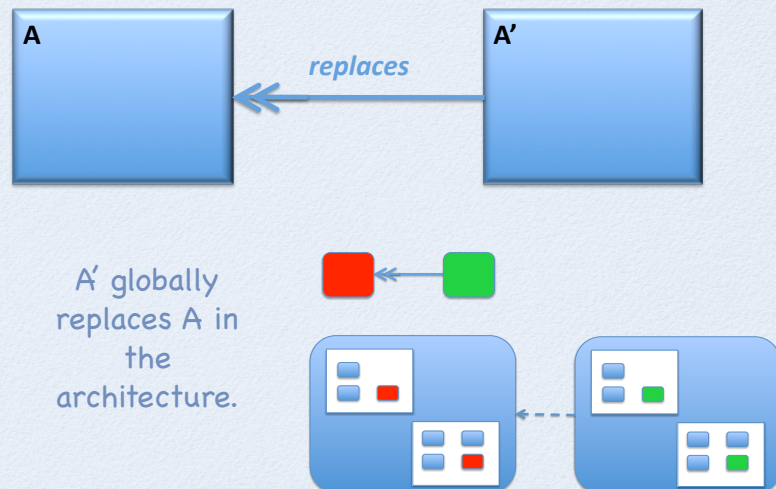 A
A’
replaces
A’ globally
replaces A in
the
architecture.